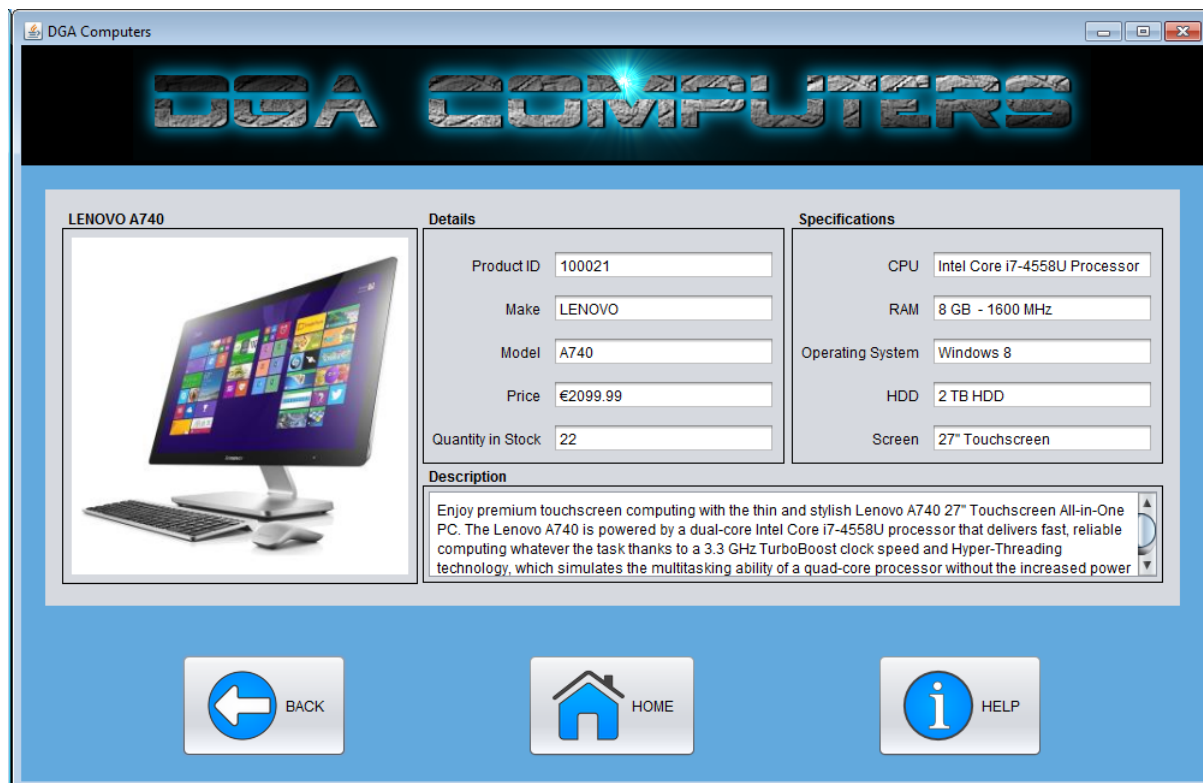 DGA Computers
DGA COMPUTERS
LENOVO A740
Details
Product ID 100021
Make LENOVO
Model A740
Price €2099.99
Quantity in Stock 22
Specifications
CPU Intel Core i7-4558U Processor
RAM 8 GB - 1600 MHz
Operating System Windows 8
HDD 2 TB HDD
Screen 27" Touchscreen
Description
Enjoy premium touchscreen computing with the thin and stylish Lenovo A740 27" Touchscreen All-in-One
PC. The Lenovo A740 is powered by a dual-core Intel Core i7-4558U processor that delivers fast, reliable
computing whatever the task thanks to a 3.3 GHz TurboBoost clock speed and Hyper-Threading
technology, which simulates the multitasking ability of a quad-core processor without the increased power
BACK
HOME
HELP